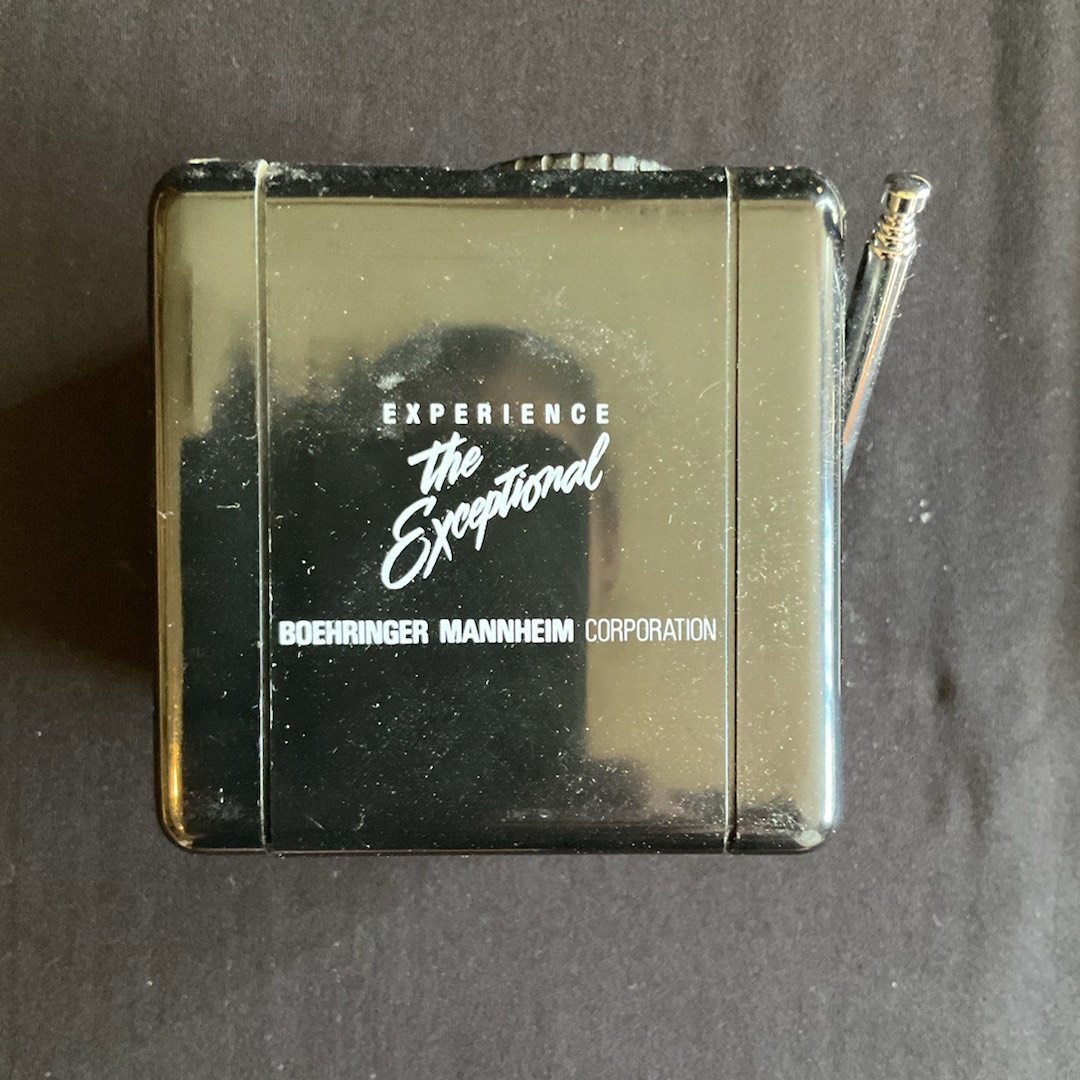 EXPERIENCE
the
Exceptional
BOEHRINGER MANNHEIM CORPORATION